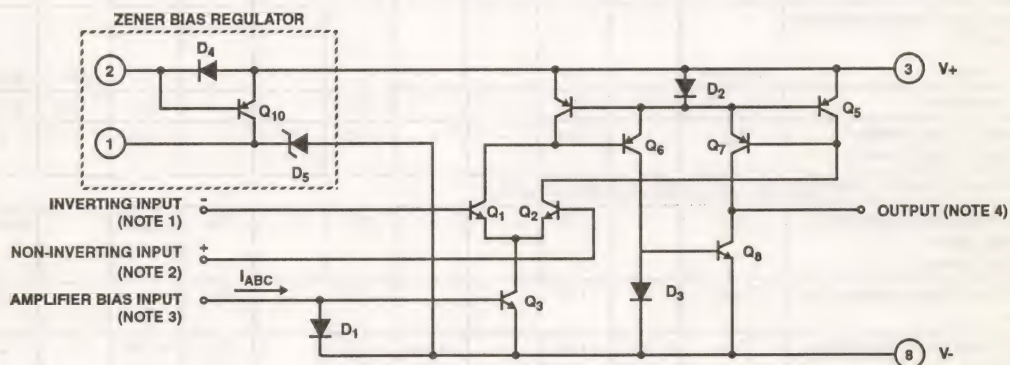 ZENER BIAS REGULATOR
D4
2
3 V+
Q10
D2
Q5
1
Q6
Q7
D5
INVERTING INPUT -
(NOTE 1)
Q1
Q2
OUTPUT (NOTE 4)
NON-INVERTING INPUT +
(NOTE 2)
Q8
IABC
AMPLIFIER BIAS INPUT
(NOTE 3)
Q3
D3
D1
8 V-